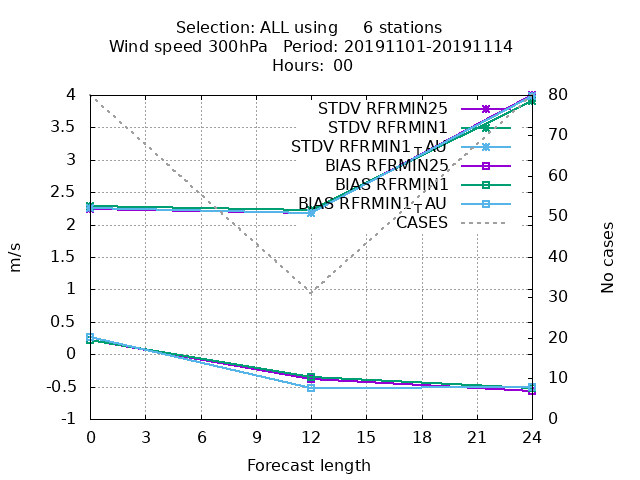 Selection: ALL using 6 stations
Wind speed 300hPa Period: 20191101-20191114
Hours: 00
4
3.5
3
2.5
2
1.5
1
0.5
0
-0.5
-1
m/s
STDV RFRMIN25
STDV RFRMIN1
STDV RFRMIN1_TAU
BIAS RFRMIN25
BIAS RFRMIN1
BIAS RFRMIN1_TAU
CASES
80
70
60
50
40
30
20
10
0
No cases
0 3 6 9 12 15 18 21 24
Forecast length